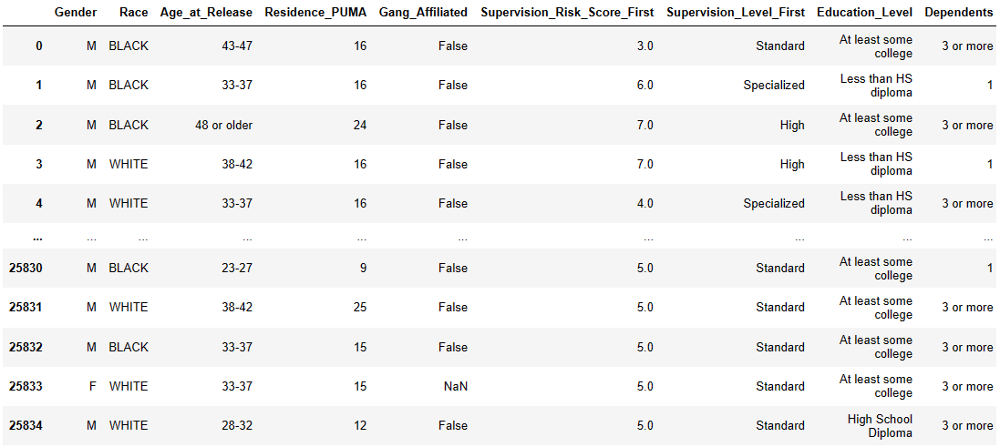 Gender Race Age_at_Release Residence_PUMA Gang_Affiliated Supervision_Risk_Score_First Supervision_Level_First Education_Level Dependents
0 M BLACK 43-47 16 False 3.0 Standard At least some college 3 or more
1 M BLACK 33-37 16 False 6.0 Specialized Less than HS diploma 1
2 M BLACK 48 or older 24 False 7.0 High At least some college 3 or more
3 M WHITE 38-42 16 False 7.0 High Less than HS diploma 1
4 M WHITE 33-37 16 False 4.0 Specialized Less than HS diploma 3 or more
... ... ... ... ... ... ... ... ... ...
25830 M BLACK 23-27 9 False 5.0 Standard At least some college 1
25831 M WHITE 38-42 25 False 5.0 Standard At least some college 3 or more
25832 M BLACK 33-37 15 False 5.0 Standard At least some college 3 or more
25833 F WHITE 33-37 15 NaN 5.0 Standard At least some college 3 or more
25834 M WHITE 28-32 12 False 5.0 Standard High School Diploma 3 or more